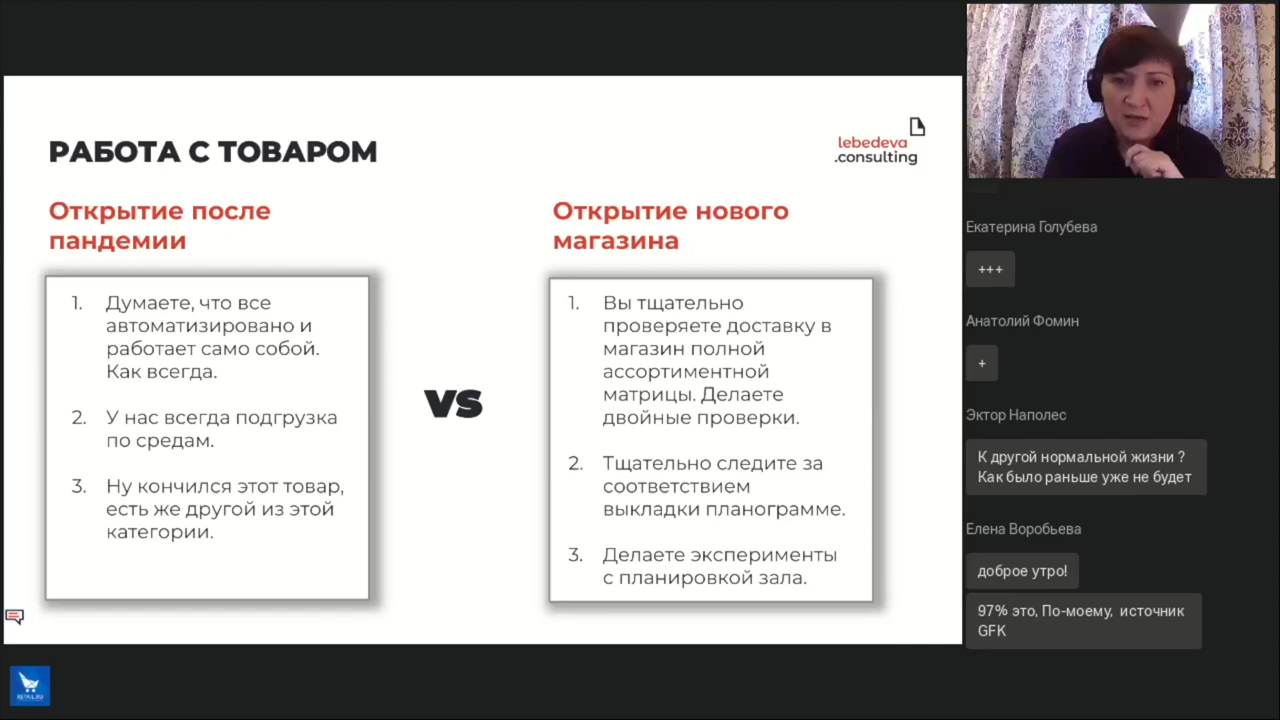 РАБОТА С ТОВАРОМ
lebedeva
.consulting
Открытие после
пандемии
1. Думаете, что все
автоматизировано и
работает само собой.
Как всегда.
2. У нас всегда подгрузка
по средам.
3. Ну кончился этот товар,
есть же другой из этой
категории.
vs
Открытие нового
магазина
1. Вы тщательно
проверяете доставку в
магазин полной
ассортиментной
матрицы. Делаете
двойные проверки.
2. Тщательно следите за
соответствием
выкладки планограмме.
3. Делаете эксперименты
с планировкой зала.
Екатерина Голубева
+++
Анатолий Фомин
+
Эктор Наполес
К другой нормальной жизни ?
Как было раньше уже не будет
Елена Воробьева
доброе утро!
97% это, По-моему, источник
GFK
RETAIL.RU